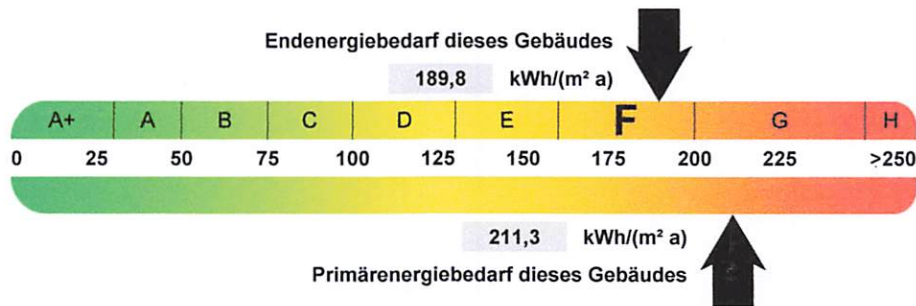 Endenergiebedarf dieses Gebäudes
189,8 kWh/(m² a)
A+ A B C D E F G H
0 25 50 75 100 125 150 175 200 225 >250
211,3 kWh/(m² a)
Primärenergiebedarf dieses Gebäudes